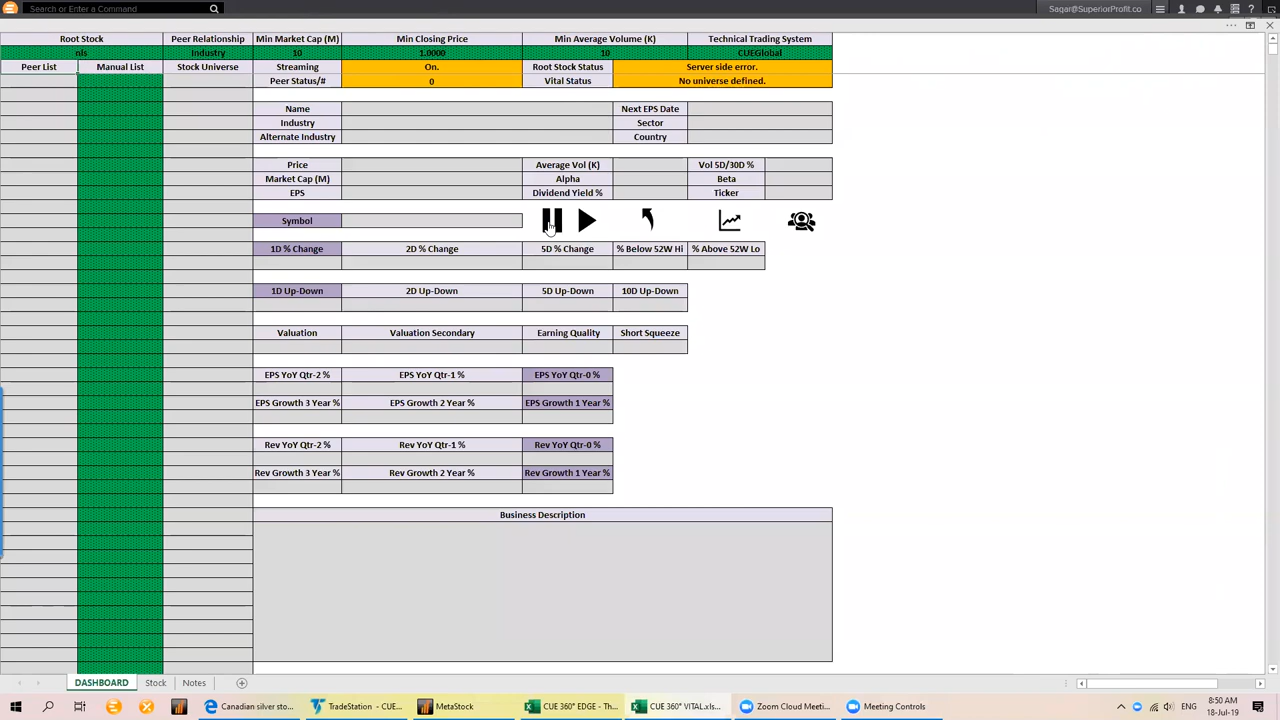 Search or Enter a Command
Sagar@SuperiorProfit.co
Root Stock Peer Relationship Min Market Cap (M) Min Closing Price Min Average Volume (K) Technical Trading System
nls Industry 10 1.0000 10 CUEGlobal
Peer List Manual List Stock Universe Streaming On. Root Stock Status Server side error.
Peer Status/# 0 Vital Status No universe defined.
Name Next EPS Date
Industry Sector
Alternate Industry Country
Price Average Vol (K) Vol 5D/30D %
Market Cap (M) Alpha Beta
EPS Dividend Yield % Ticker
Symbol
1D % Change 2D % Change 5D % Change % Below 52W Hi % Above 52W Lo
1D Up-Down 2D Up-Down 5D Up-Down 10D Up-Down
Valuation Valuation Secondary Earning Quality Short Squeeze
EPS YoY Qtr-2 % EPS YoY Qtr-1 % EPS YoY Qtr-0 %
EPS Growth 3 Year % EPS Growth 2 Year % EPS Growth 1 Year %
Rev YoY Qtr-2 % Rev YoY Qtr-1 % Rev YoY Qtr-0 %
Rev Growth 3 Year % Rev Growth 2 Year % Rev Growth 1 Year %
Business Description
DASHBOARD Stock Notes
Canadian silver sto... TradeStation - CUE... MetaStock CUE 360° EDGE - Th... CUE 360° VITAL.xls... Zoom Cloud Meeti... Meeting Controls
8:50 AM
18-Jul-19